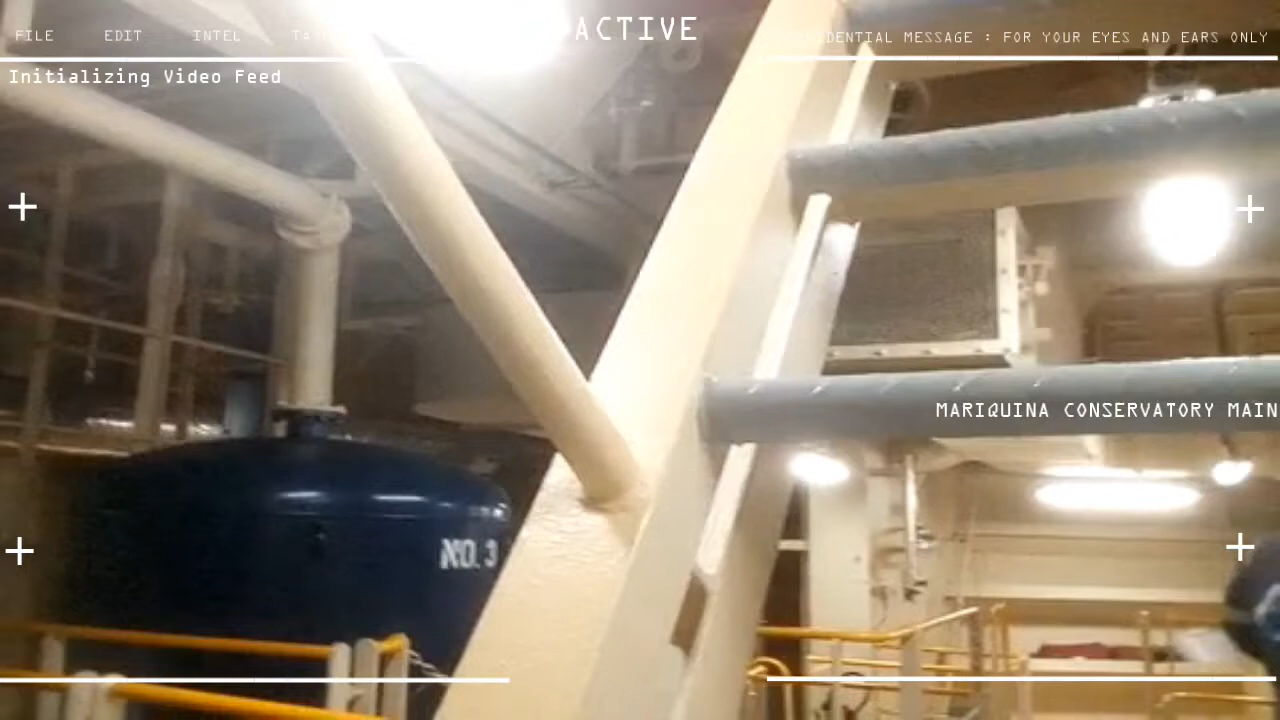 ACTIVE
FILE EDIT INTEL
MESSAGE : FOR YOUR EYES AND EARS ONLY
Initializing Video Feed
MARIQUINA CONSERVATORY MAIN
NO. 3